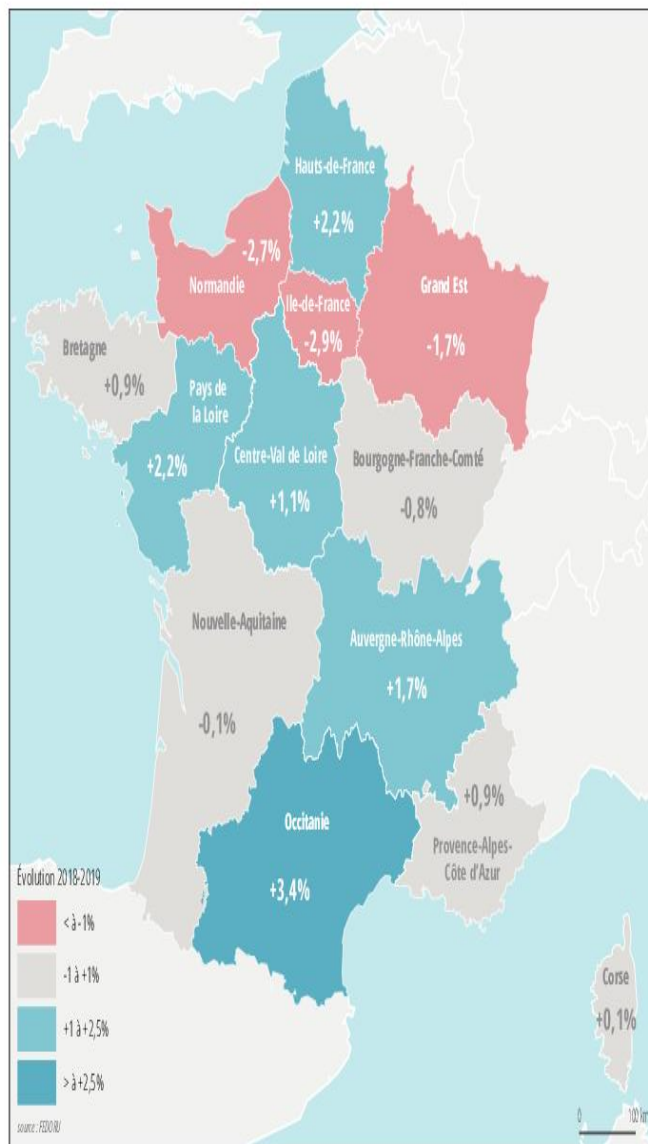 Hauts-de-France
+2,2%
-2,7%
Normandie
Ile-de-France
-2,9%
Grand Est
-1,7%
Bretagne
+0,9%
Pays de
la Loire
+2,2%
Centre-Val de Loire
+1,1%
Bourgogne-Franche-Comté
-0,8%
Nouvelle-Aquitaine
-0,1%
Auvergne-Rhône-Alpes
+1,7%
Occitanie
+3,4%
+0,9%
Provence-Alpes-
Côte d'Azur
Corse
+0,1%
Évolution 2018-2019
< à -1%
-1 à +1%
+1 à +2,5%
> à +2,5%
source : FEDORU
0 100 km